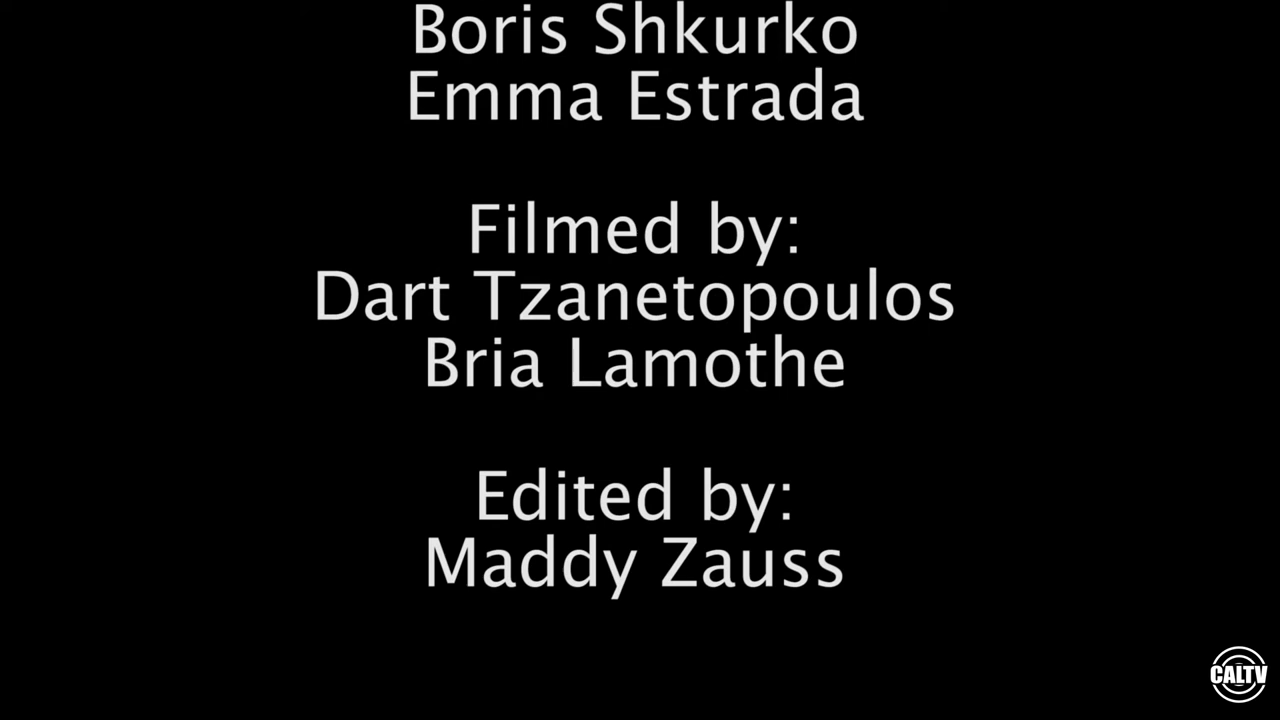 Boris Shkurko
Emma Estrada
Filmed by:
Dart Tzanetopoulos
Bria Lamothe
Edited by:
Maddy Zauss
CALTV